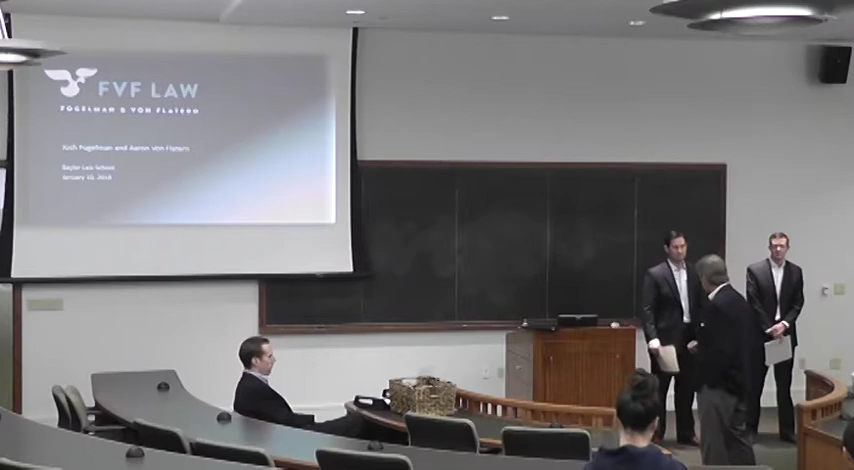 FVF LAW
FOGELMAN & VON FLATERN
Josh Fogelman and Aaron Von Flatern
Baylor Law School
January 10, 2018